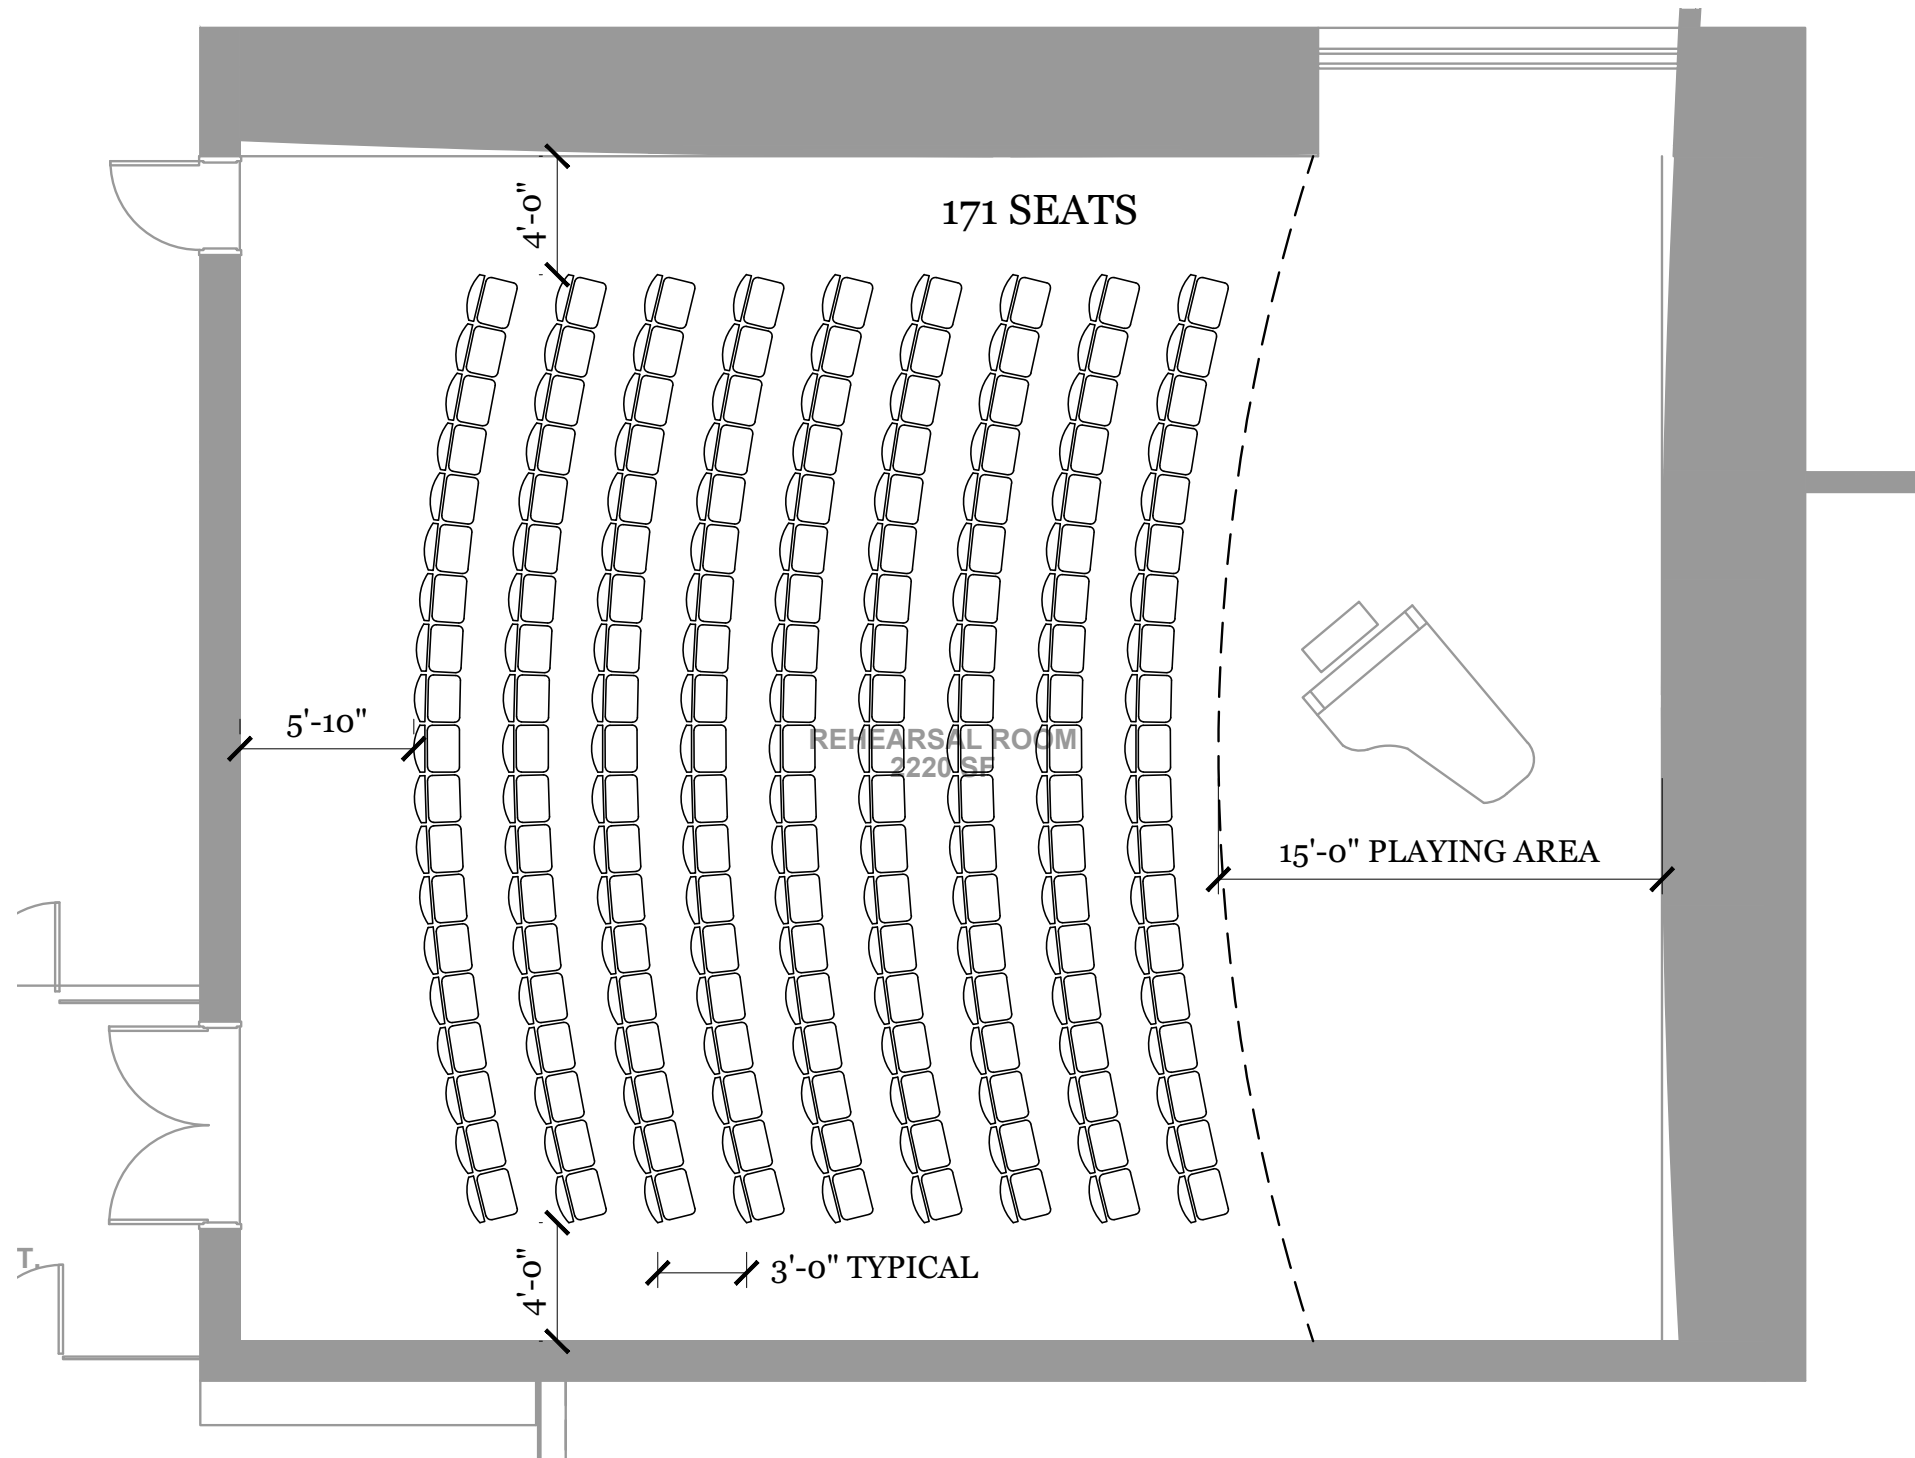 4'-0"
171 SEATS
5'-10"
REHEARSAL ROOM
2220 SF
15'-0" PLAYING AREA
T.
4'-0"
3'-0" TYPICAL